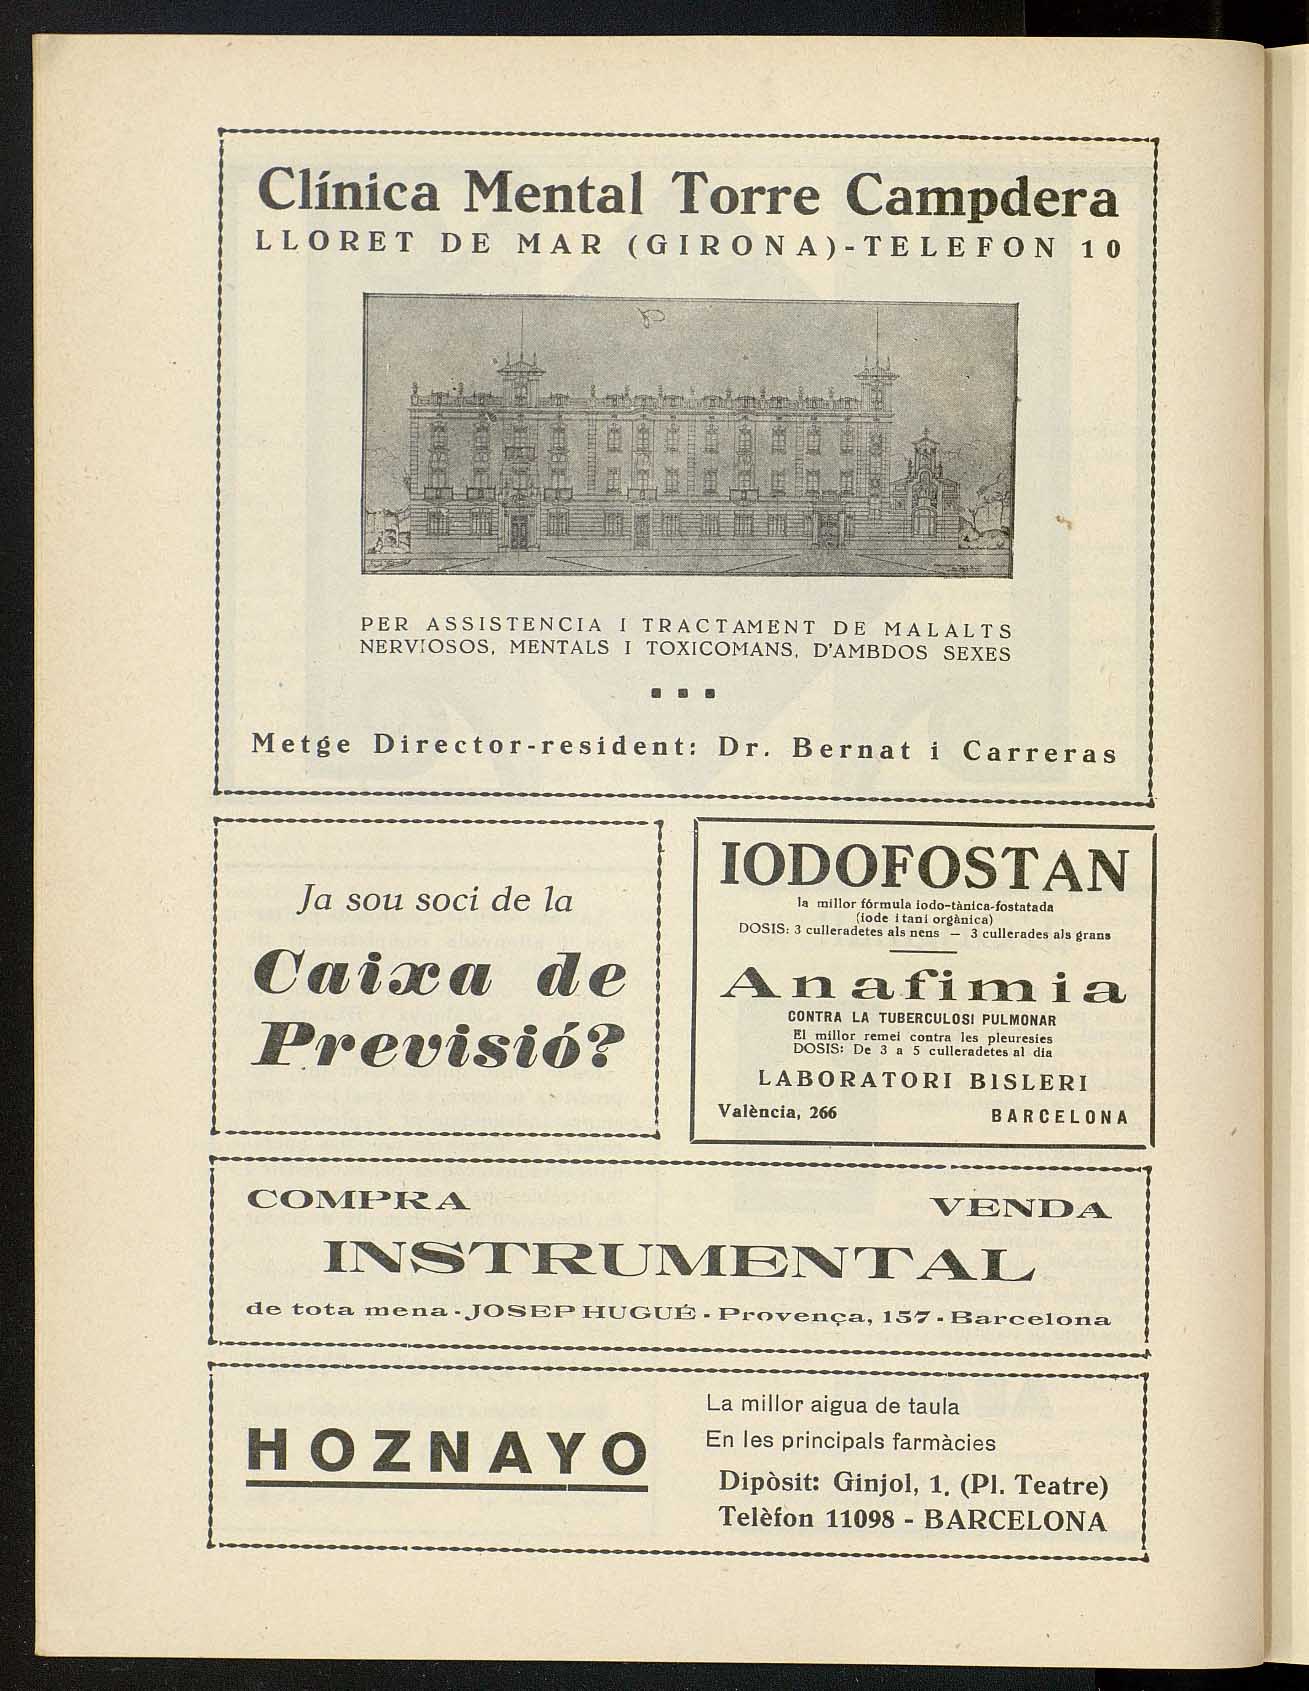 Clínica Mental Torre Campdera
LLORET DE MAR (GIRONA)-TELEFON 10
PER ASSISTENCIA I TRACTAMENT DE MALALTS
NERVIOSOS, MENTALS I TOXICOMANS, D'AMBDOS SEXES
Metge Director-resident: Dr. Bernat i Carreras
Ja sou soci de la
Caixa de
Previsió?
IODOFOSTAN
la millor fórmula iodo-tànica-fostatada
(iode i tani orgànica)
DOSIS: 3 culleradetes als nens — 3 cullerades als grans
Anafimia
CONTRA LA TUBERCULOSI PULMONAR
El millor remei contra les pleuresies
DOSIS: De 3 a 5 culleradetes al dia
LABORATORI BISLERI
València, 266 BARCELONA
COMPRA VENDA
INSTRUMENTAL
de tota mena - JOSEP HUGUÉ - Provença, 157 - Barcelona
HOZNAYO
La millor aigua de taula
En les principals farmàcies
Dipòsit: Ginjol, 1. (Pl. Teatre)
Telèfon 11098 - BARCELONA